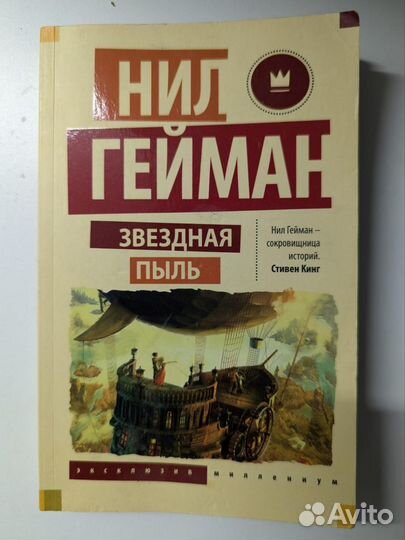 НИЛ
ГЕЙМАН
ЗВЕЗДНАЯ
ПЫЛЬ
Нил Гейман –
сокровищница
историй.
Стивен Кинг
эксклюзив миллениум
Avito